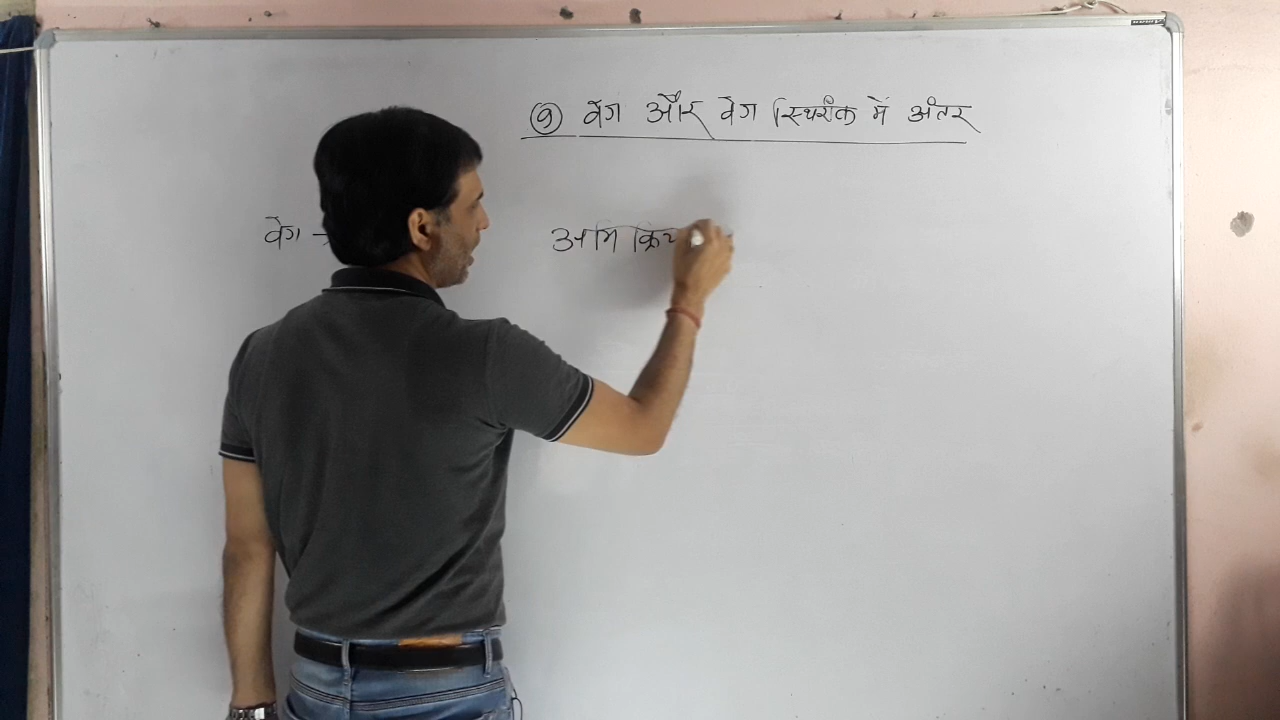 (9) वेग और वेग स्थिरांक में अंतर
वेग → अभिक्रिय